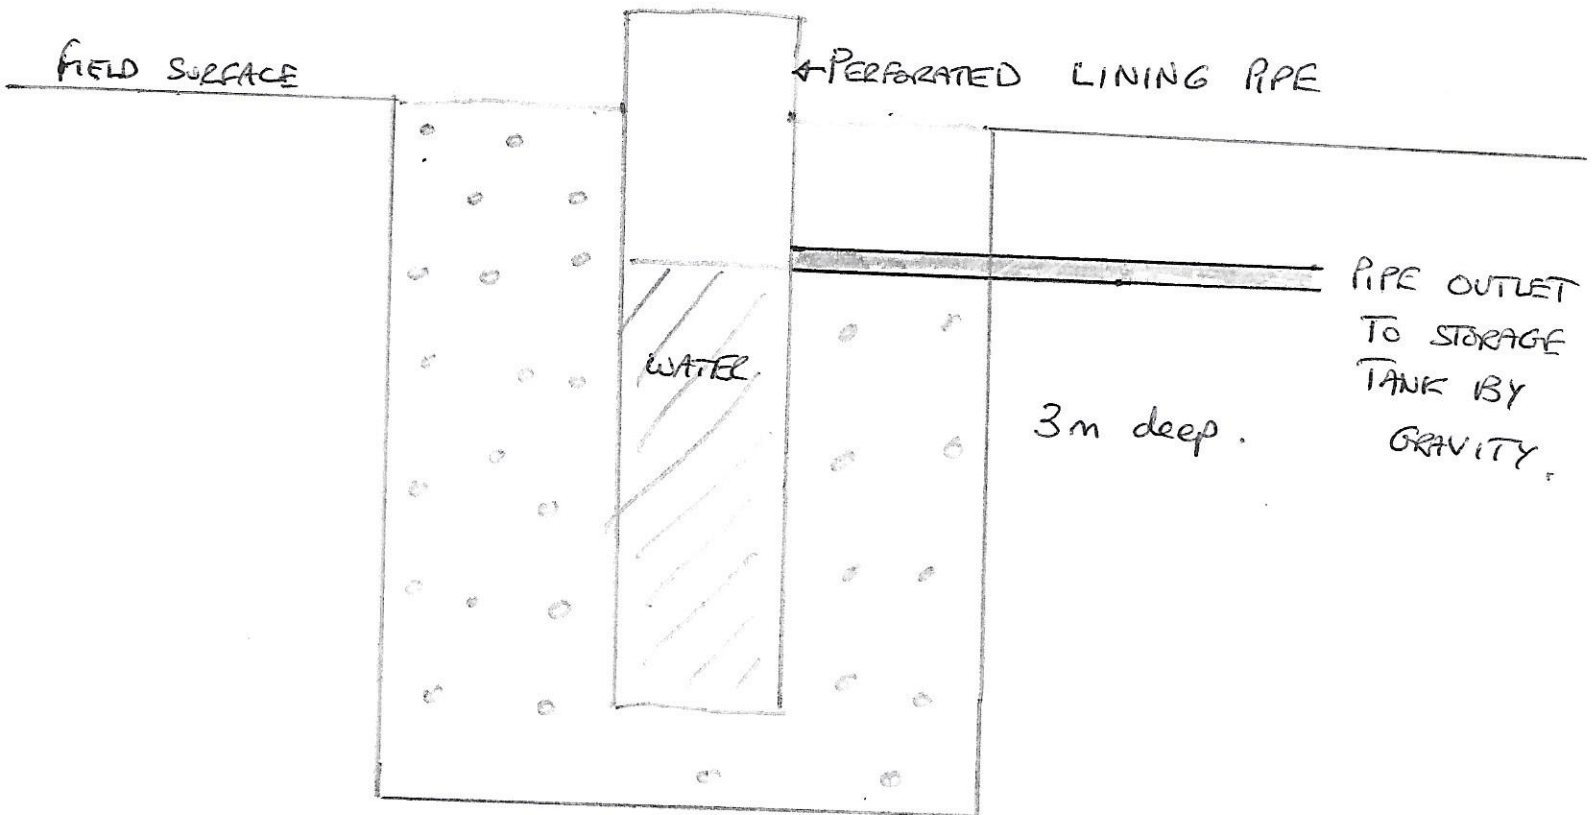 FIELD SURFACE
PERFORATED LINING PIPE
PIPE OUTLET
TO STORAGE
TANK BY
GRAVITY.
WATER
3m deep.